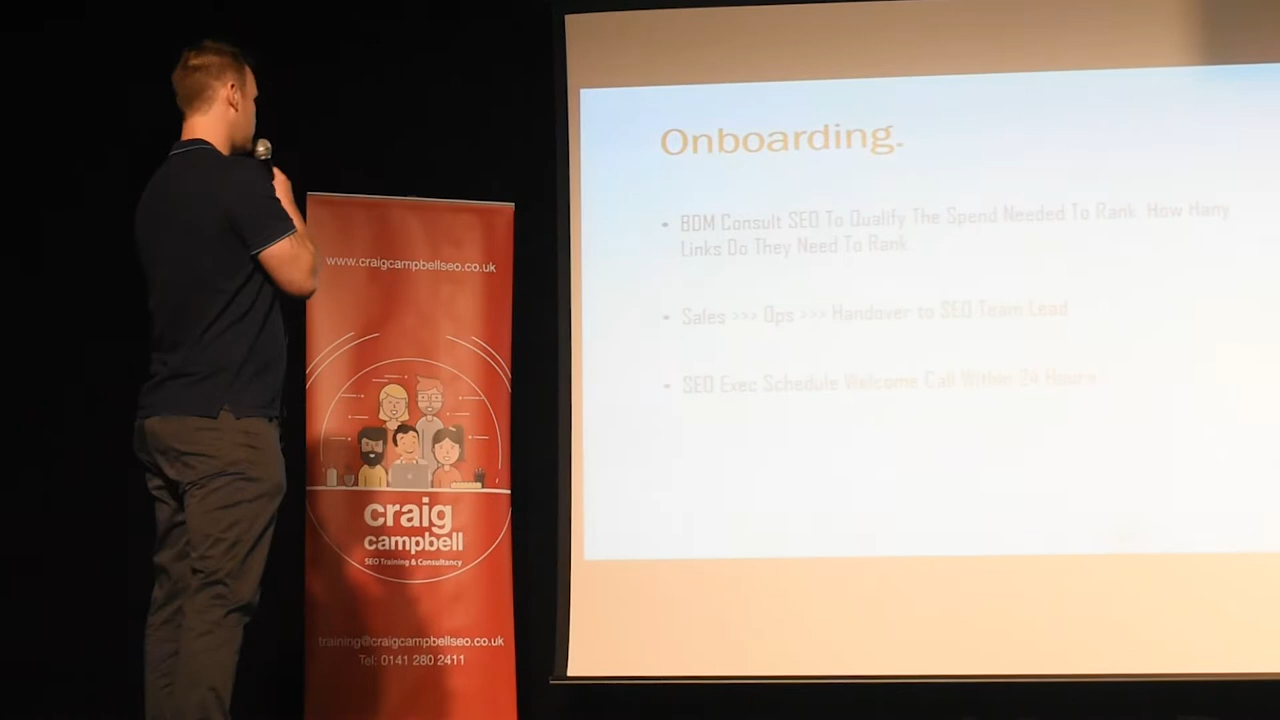 Onboarding.
• BDM Consult SEO To Qualify The Spend Needed To Rank. How Many
Links Do They Need To Rank.
• Sales >>> Ops >>> Handover to SEO Team Lead
• SEO Exec Schedule Welcome Call Within 24 Hours
www.craigcampbellseo.co.uk
craig
campbell
SEO Training & Consultancy
training@craigcampbellseo.co.uk
Tel: 0141 280 2411